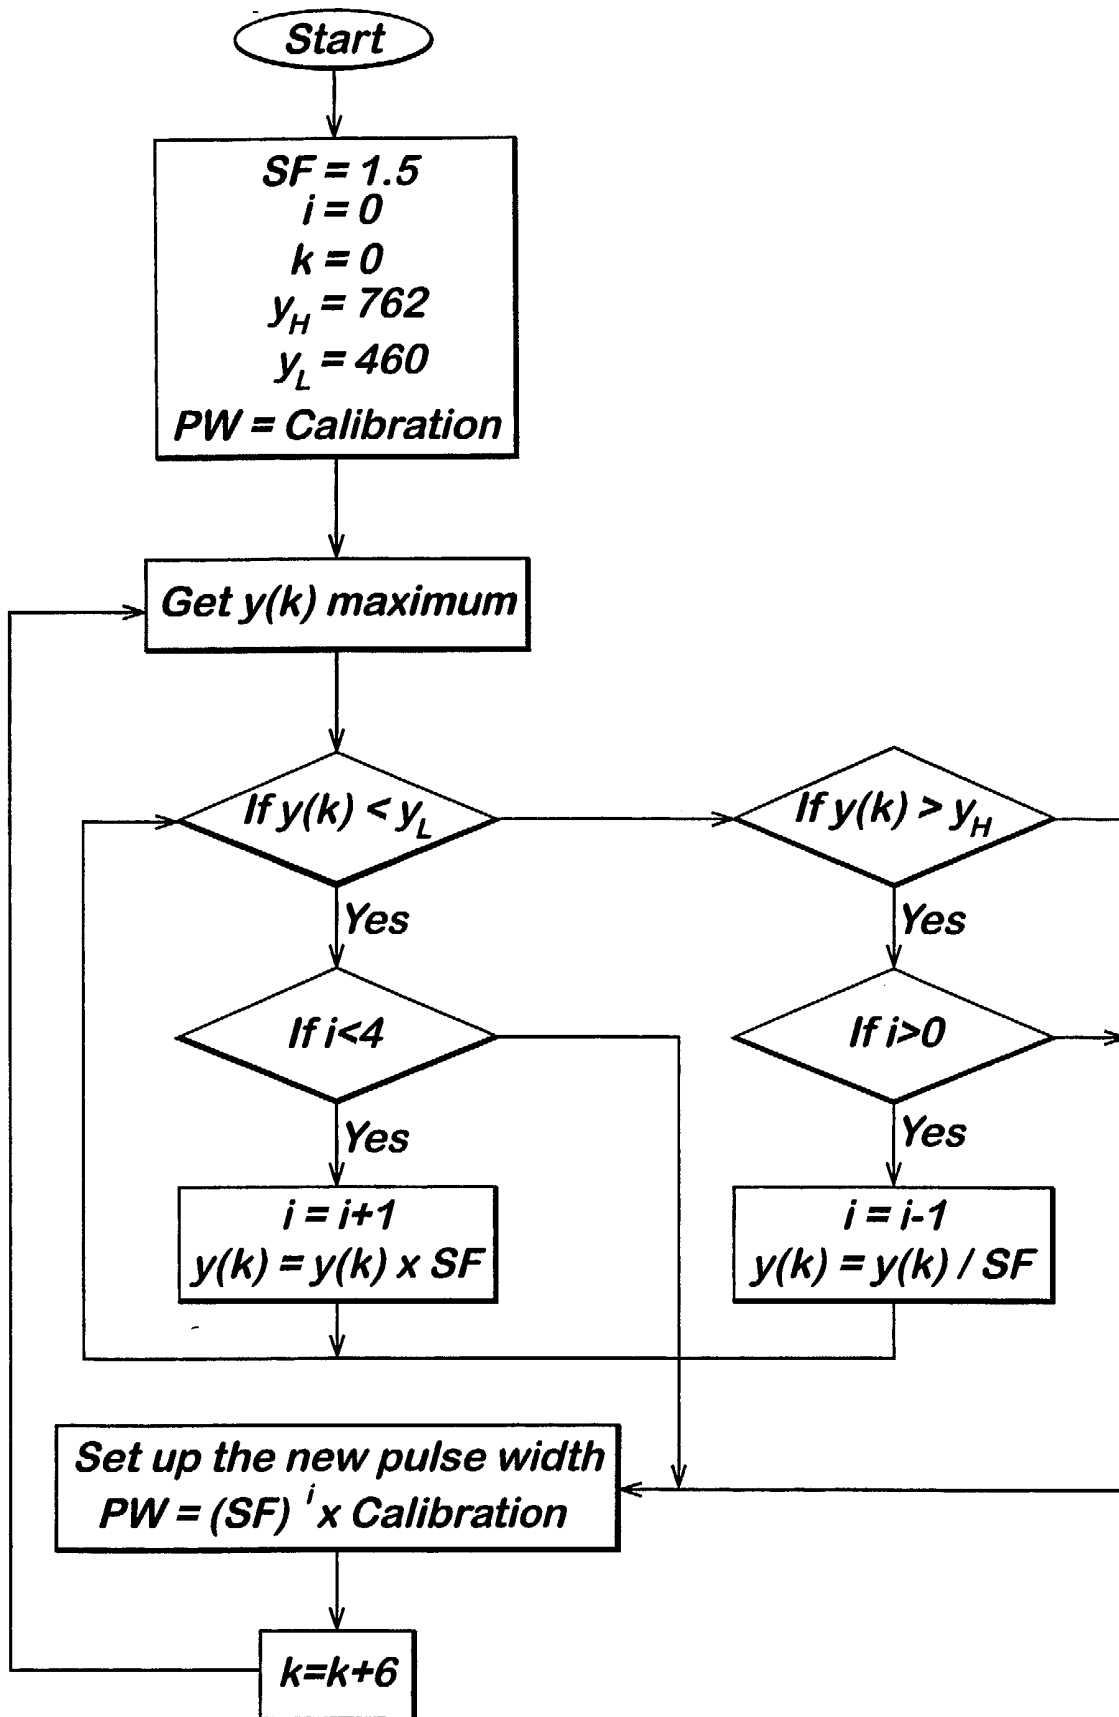 Start
SF = 1.5
i = 0
k = 0
y_H = 762
y_L = 460
PW = Calibration
Get y(k) maximum
If y(k) < y_L
If y(k) > y_H
Yes
Yes
If i<4
If i>0
Yes
Yes
i = i+1
y(k) = y(k) x SF
i = i-1
y(k) = y(k) / SF
Set up the new pulse width
PW = (SF)^i x Calibration
k=k+6